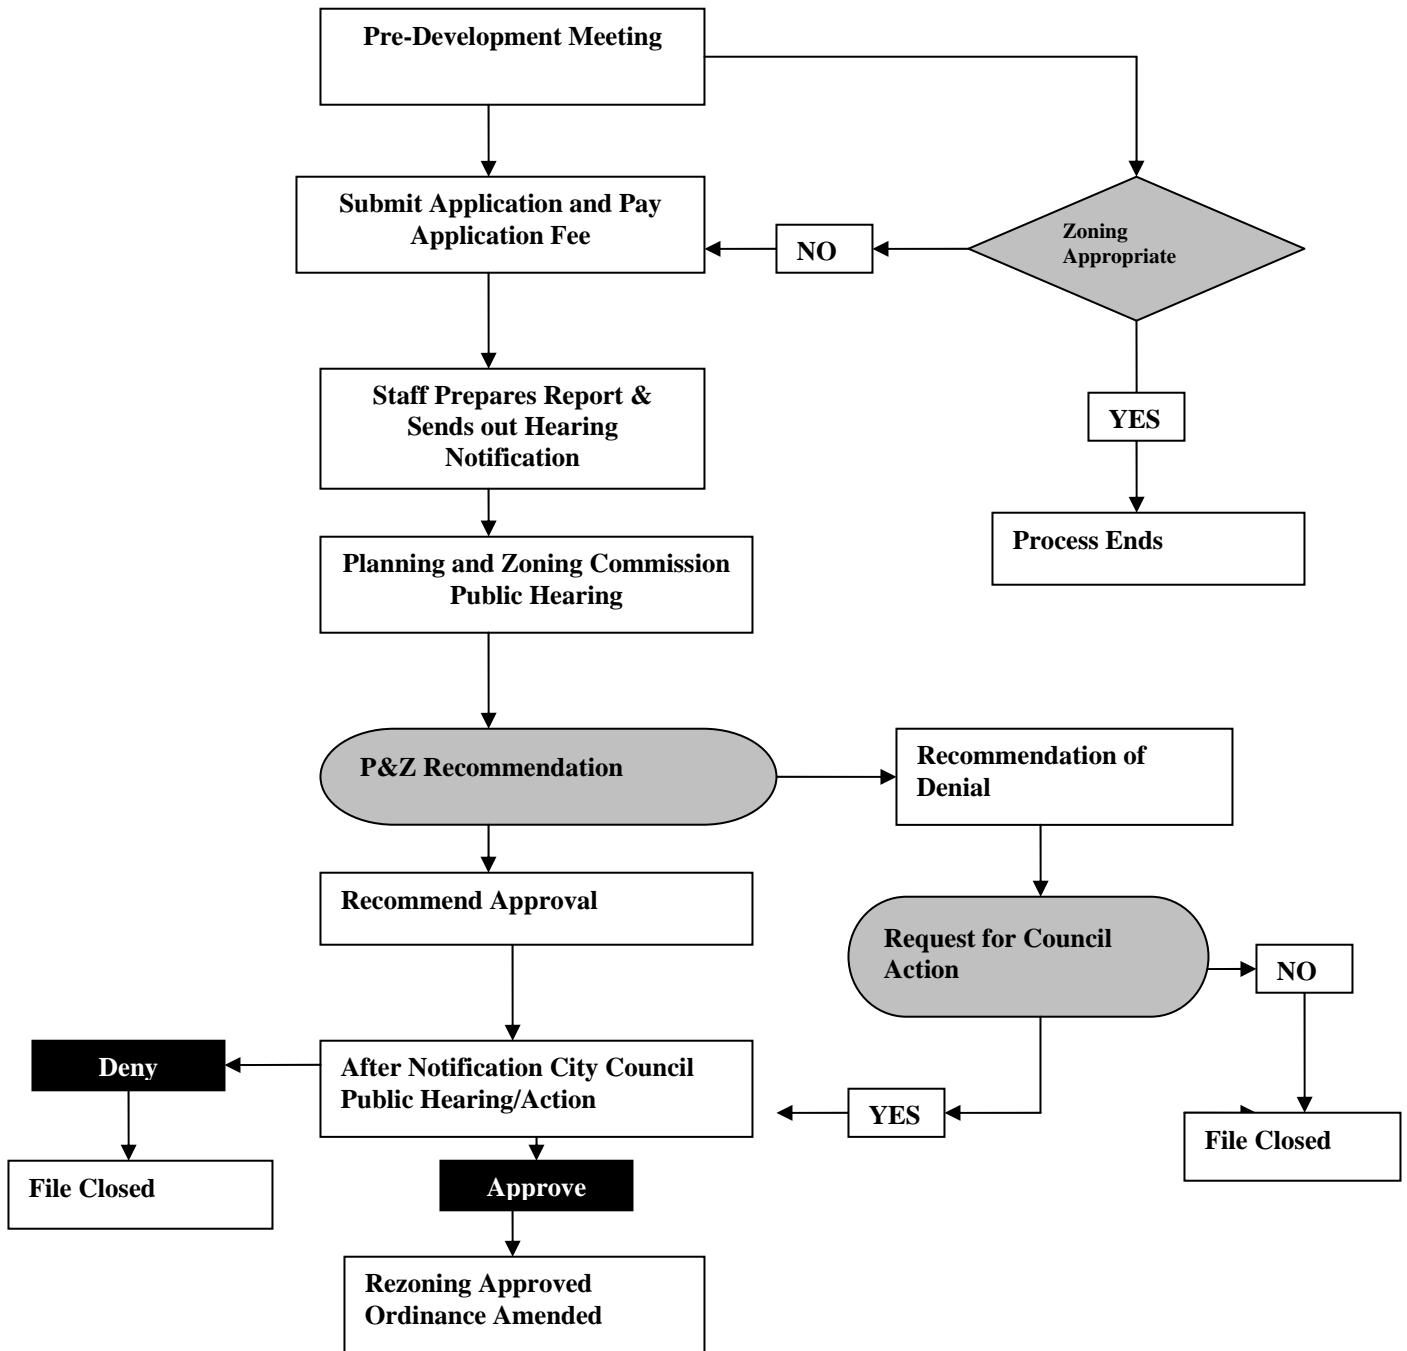 Pre-Development Meeting
Submit Application and Pay
Application Fee
NO
Zoning
Appropriate
Staff Prepares Report &
Sends out Hearing
Notification
YES
Planning and Zoning Commission
Public Hearing
Process Ends
P&Z Recommendation
Recommendation of
Denial
Recommend Approval
Request for Council
Action
NO
Deny
After Notification City Council
Public Hearing/Action
YES
File Closed
File Closed
Approve
Rezoning Approved
Ordinance Amended